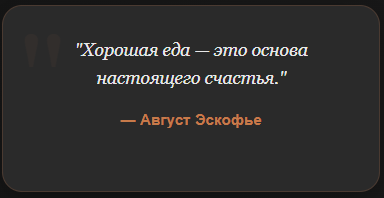 "Хорошая еда — это основа
настоящего счастья."
— Август Эскофье